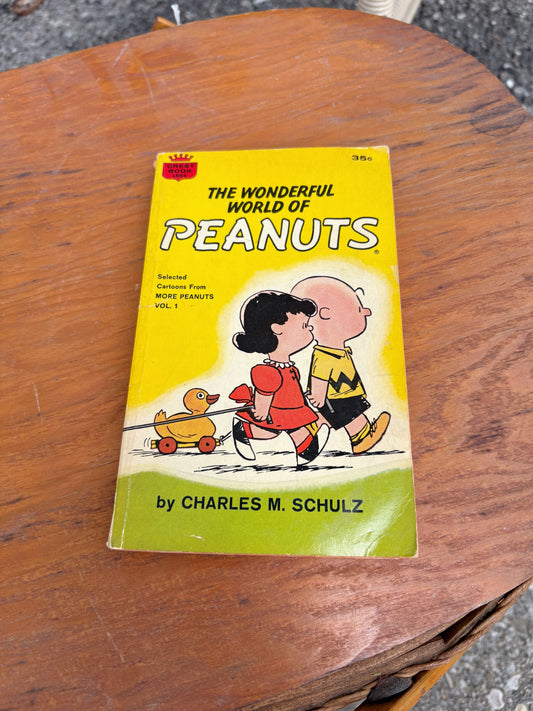 CREST
BOOK
35¢
THE WONDERFUL
WORLD OF
PEANUTS
®
Selected
Cartoons From
MORE PEANUTS
VOL. 1
by CHARLES M. SCHULZ